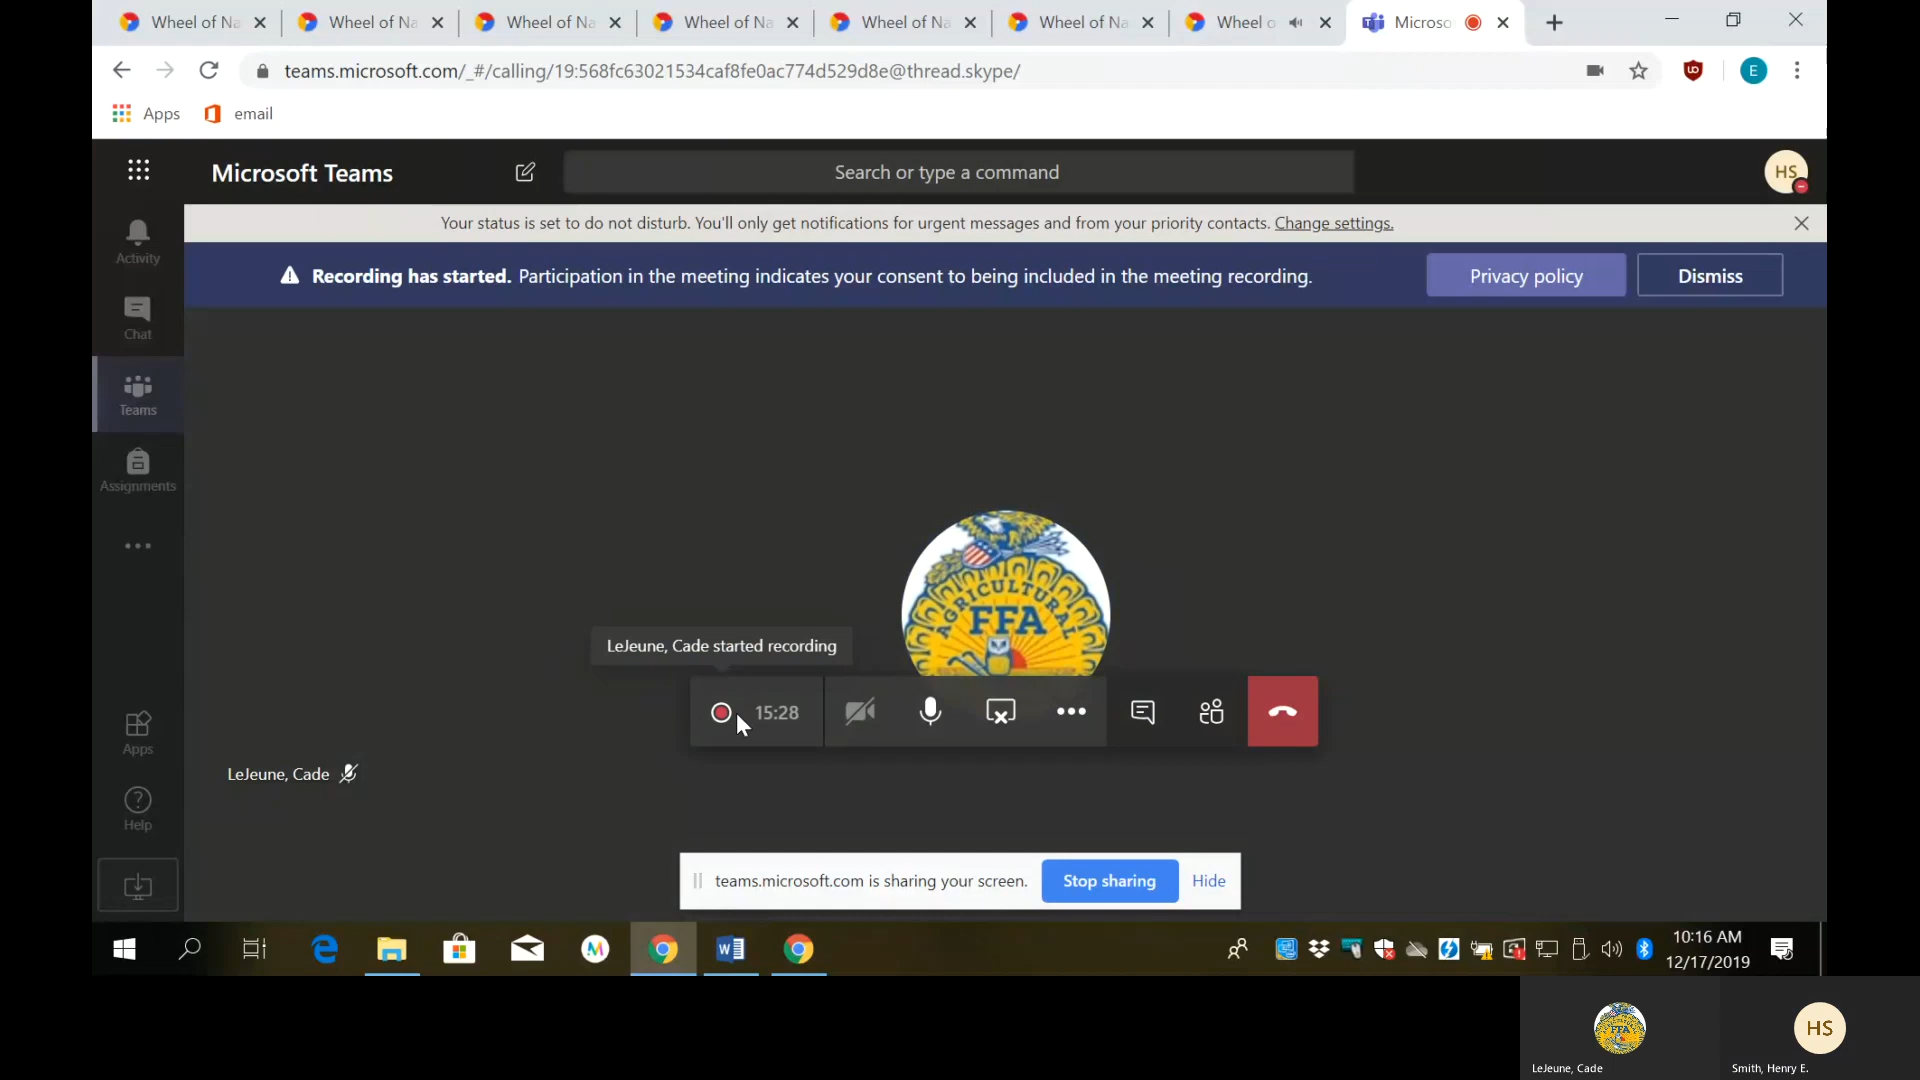 Wheel of Na Wheel of Na Wheel of Na Wheel of Na Wheel of Na Wheel of Na Wheel o Microso
teams.microsoft.com/_#/calling/19:568fc63021534caf8fe0ac774d529d8e@thread.skype/
E
Apps email
Microsoft Teams
Search or type a command
HS
Your status is set to do not disturb. You'll only get notifications for urgent messages and from your priority contacts. Change settings.
Activity
Recording has started. Participation in the meeting indicates your consent to being included in the meeting recording.
Privacy policy
Dismiss
Chat
Teams
Assignments
AGRICULTURAL
FFA
LeJeune, Cade started recording
15:28
Apps
LeJeune, Cade
Help
teams.microsoft.com is sharing your screen.
Stop sharing
Hide
10:16 AM
12/17/2019
FFA
HS
LeJeune, Cade
Smith, Henry E.